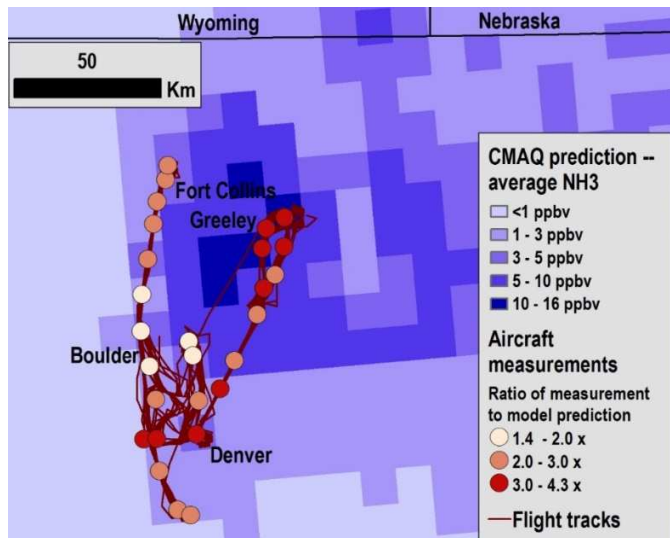 Wyoming
Nebraska
50
Km
Fort Collins
Greeley
Boulder
Denver
CMAQ prediction --
average NH3
<1 ppbv
1 - 3 ppbv
3 - 5 ppbv
5 - 10 ppbv
10 - 16 ppbv
Aircraft
measurements
Ratio of measurement
to model prediction
1.4 - 2.0 x
2.0 - 3.0 x
3.0 - 4.3 x
Flight tracks